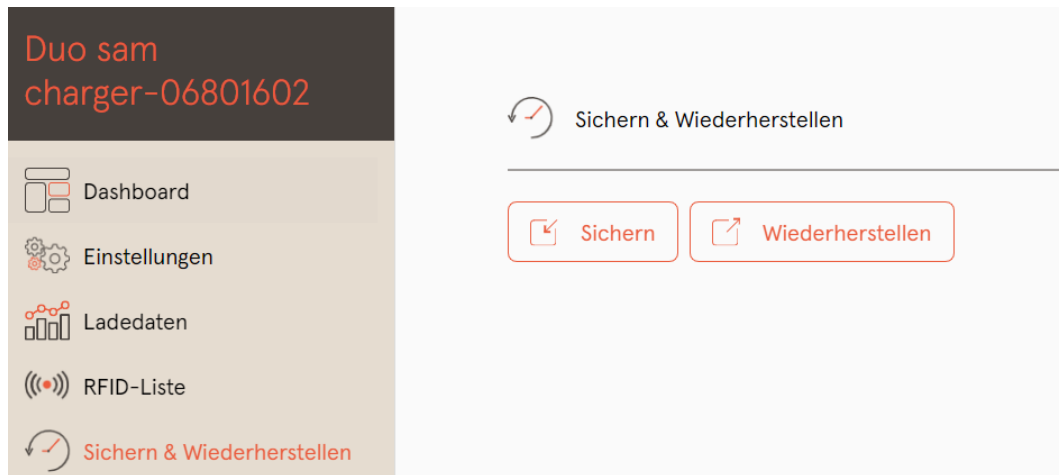 Duo sam
charger-06801602
Dashboard
Einstellungen
Ladedaten
RFID-Liste
Sichern & Wiederherstellen
Sichern & Wiederherstellen
Sichern
Wiederherstellen